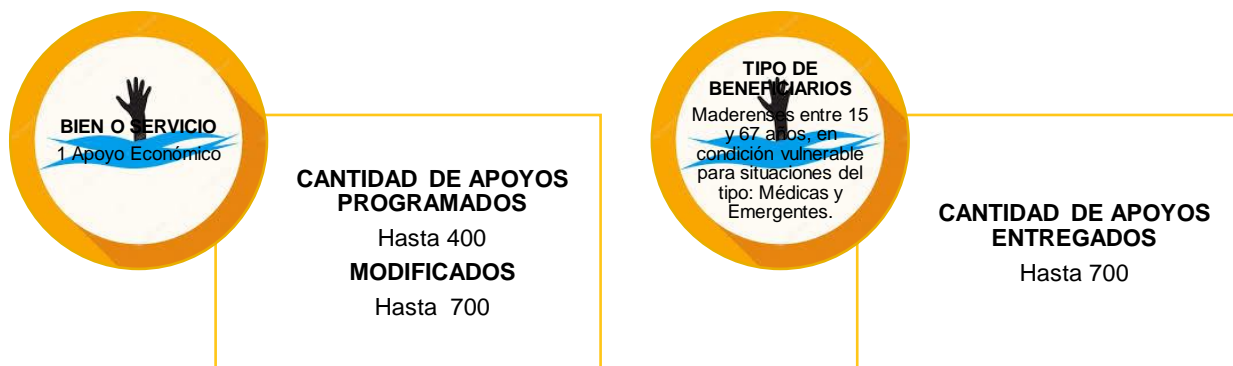 BIEN O SERVICIO
1 Apoyo Económico
CANTIDAD DE APOYOS
PROGRAMADOS
Hasta 400
MODIFICADOS
Hasta 700
TIPO DE
BENEFICIARIOS
Maderenses entre 15
y 67 años, en
condición vulnerable
para situaciones del
tipo: Médicas y
Emergentes.
CANTIDAD DE APOYOS
ENTREGADOS
Hasta 700